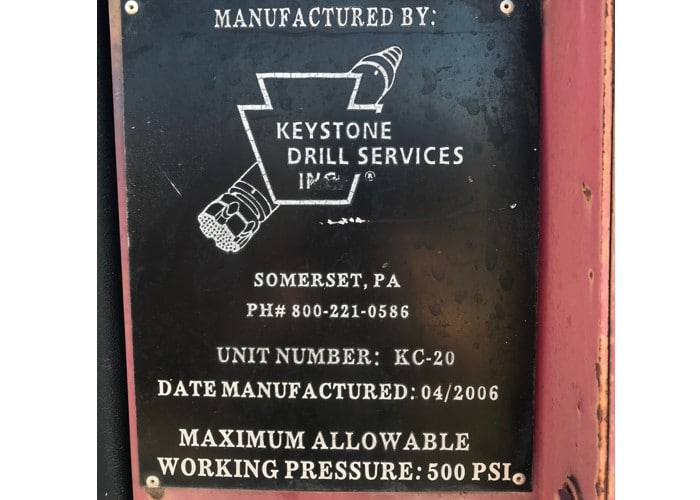 MANUFACTURED BY:
KEYSTONE
DRILL SERVICES
INC. ®
SOMERSET, PA
PH# 800-221-0586
UNIT NUMBER: KC-20
DATE MANUFACTURED: 04/2006
MAXIMUM ALLOWABLE
WORKING PRESSURE: 500 PSI